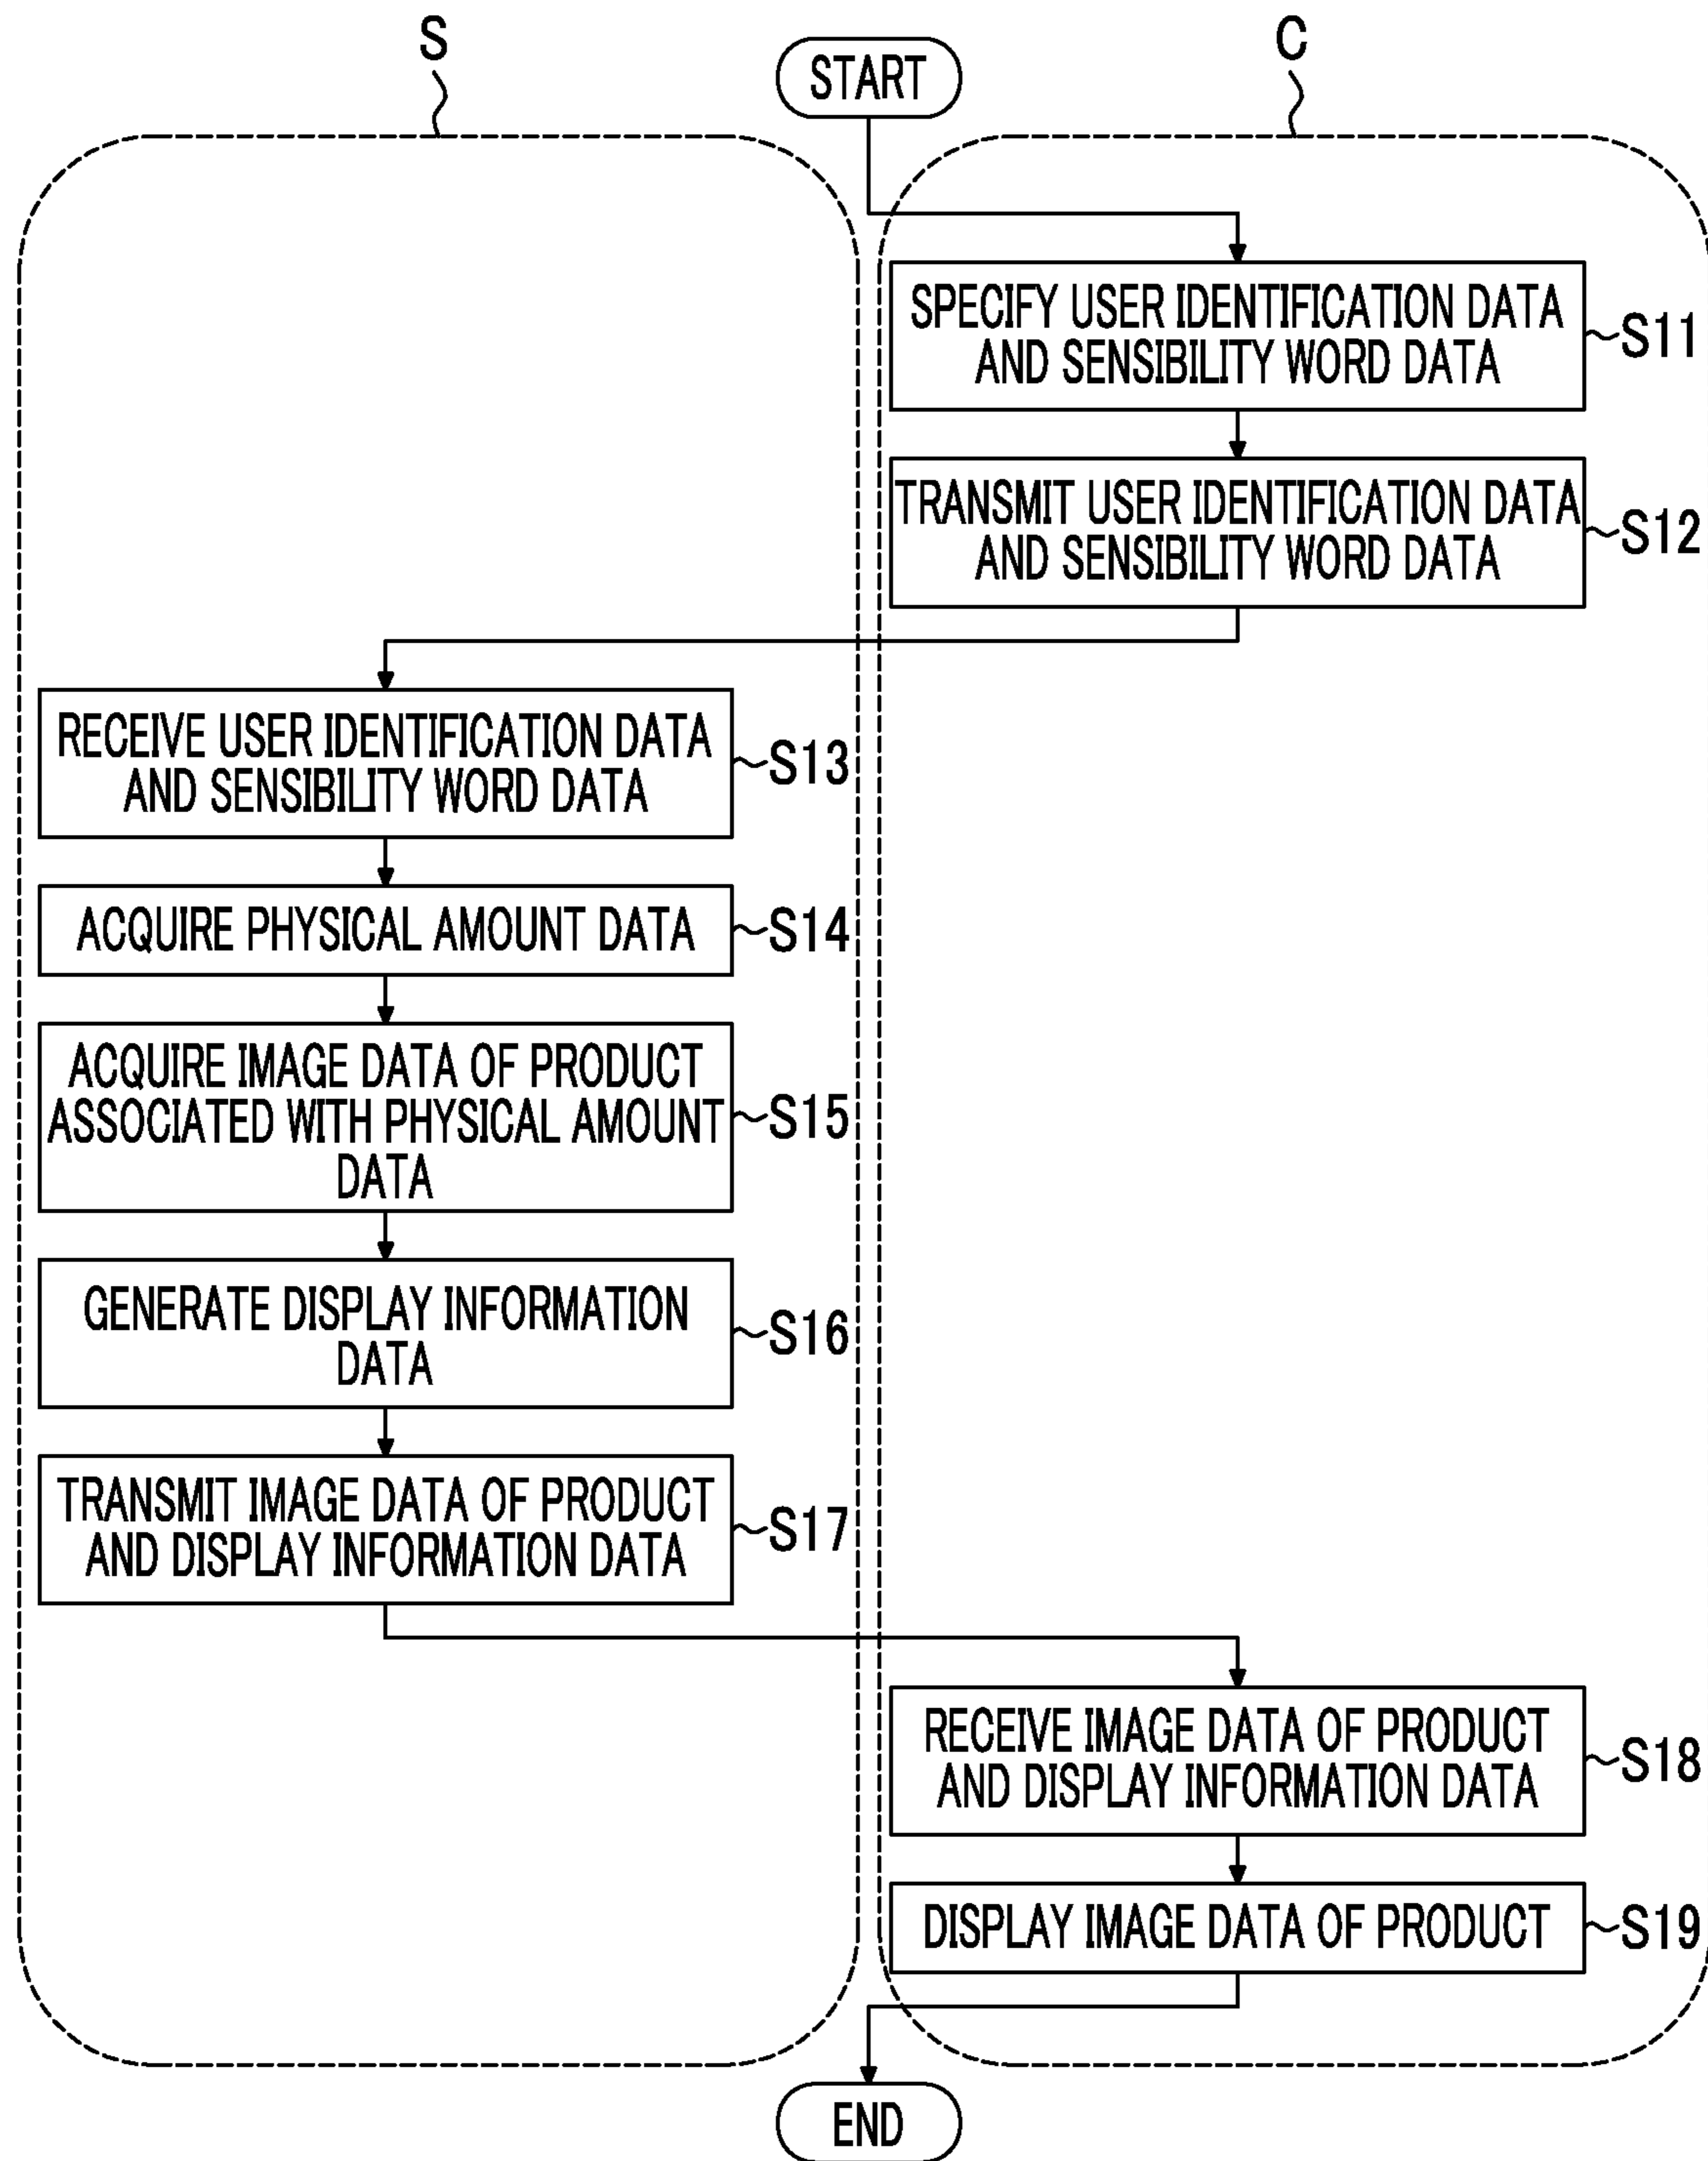 S
START
C
SPECIFY USER IDENTIFICATION DATA
AND SENSIBILITY WORD DATA
S11
TRANSMIT USER IDENTIFICATION DATA
AND SENSIBILITY WORD DATA
S12
RECEIVE USER IDENTIFICATION DATA
AND SENSIBILITY WORD DATA
S13
ACQUIRE PHYSICAL AMOUNT DATA
S14
ACQUIRE IMAGE DATA OF PRODUCT
ASSOCIATED WITH PHYSICAL AMOUNT
DATA
S15
GENERATE DISPLAY INFORMATION
DATA
S16
TRANSMIT IMAGE DATA OF PRODUCT
AND DISPLAY INFORMATION DATA
S17
RECEIVE IMAGE DATA OF PRODUCT
AND DISPLAY INFORMATION DATA
S18
DISPLAY IMAGE DATA OF PRODUCT
S19
END